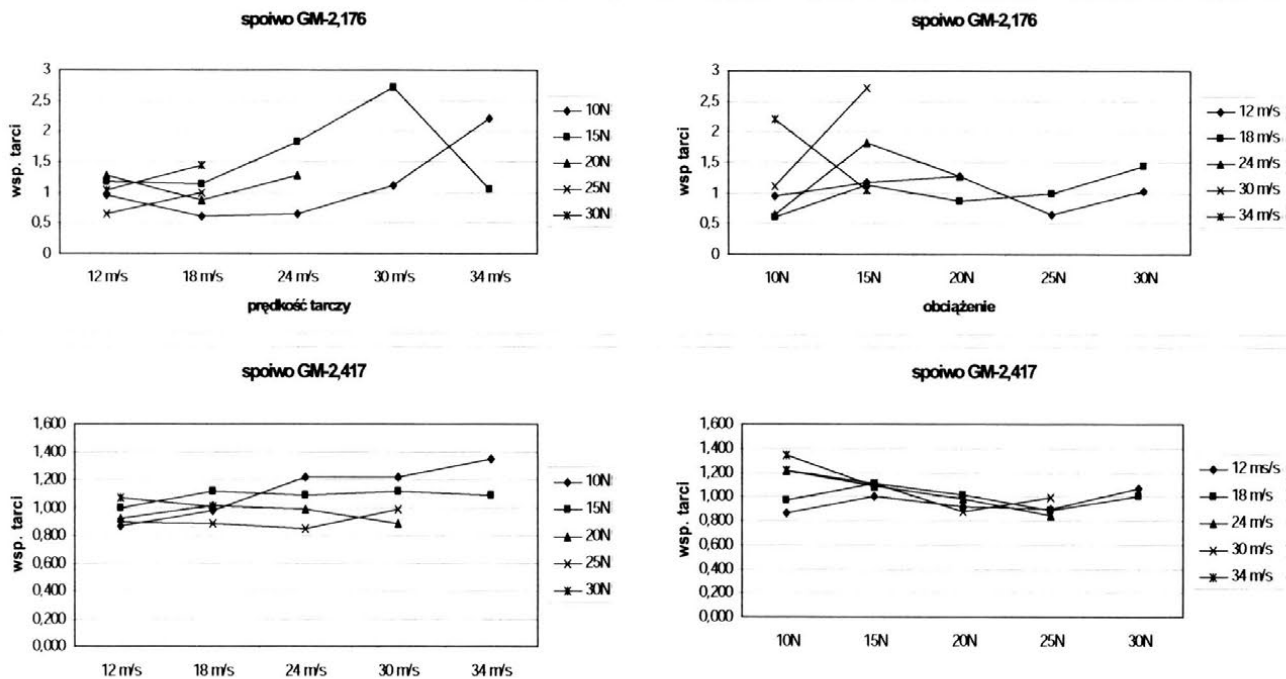 spoiwo GM-2,176
wsp. tarci
3
2,5
2
1,5
1
0,5
0
12 m/s 18 m/s 24 m/s 30 m/s 34 m/s
prędkość tarczy
10N
15N
20N
25N
30N
spoiwo GM-2,176
wsp tarci
3
2,5
2
1,5
1
0,5
0
10N 15N 20N 25N 30N
obciążenie
12 m/s
18 m/s
24 m/s
30 m/s
34 m/s
spoiwo GM-2,417
wsp. tarci
1,600
1,400
1,200
1,000
0,800
0,600
0,400
0,200
0,000
12 m/s 18 m/s 24 m/s 30 m/s 34 m/s
10N
15N
20N
25N
30N
spoiwo GM-2,417
wsp. tarci
1,600
1,400
1,200
1,000
0,800
0,600
0,400
0,200
0,000
10N 15N 20N 25N 30N
12 ms/s
18 m/s
24 m/s
30 m/s
34 m/s